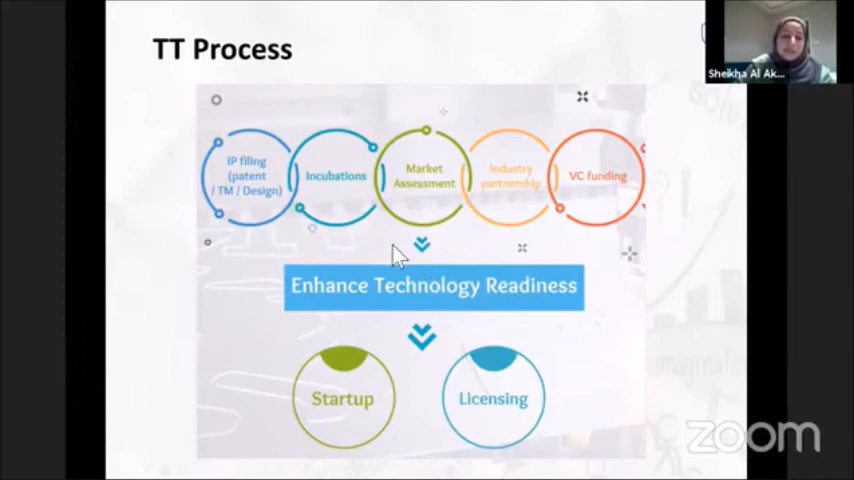 TT Process
Sheikha Al Ak...
IP filing
(patent
/ TM / Design)
Incubations
Market
Assessment
Industry
partnership
VC funding
Enhance Technology Readiness
Startup
Licensing
zoom